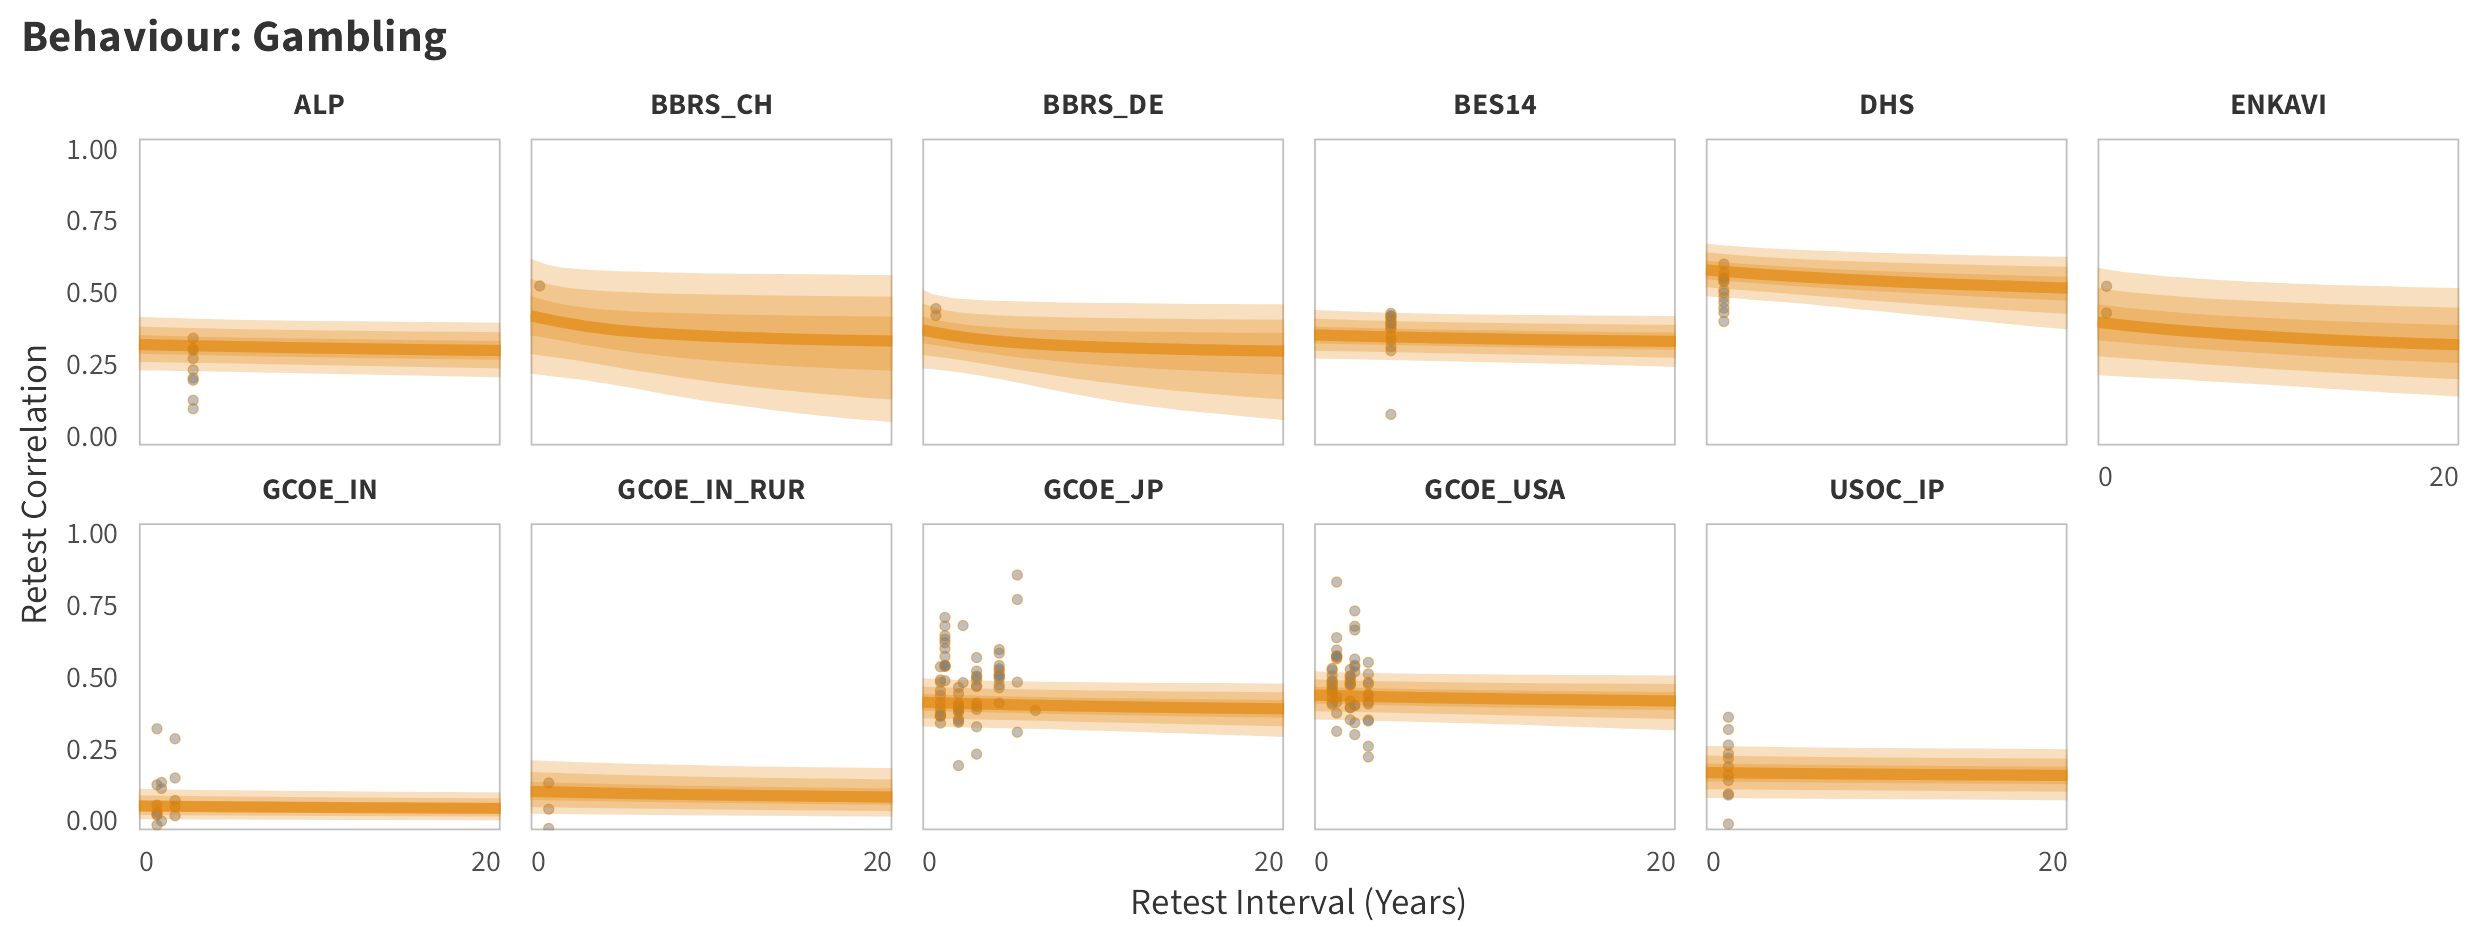 Behaviour: Gambling
ALP BBRS_CH BBRS_DE BES14 DHS ENKAVI
1.00
0.75
0.50
0.25
0.00
0 20
Retest Correlation
GCOE_IN GCOE_IN_RUR GCOE_JP GCOE_USA USOC_IP
1.00
0.75
0.50
0.25
0.00
0 20 0 20 0 20 0 20 0 20
Retest Interval (Years)